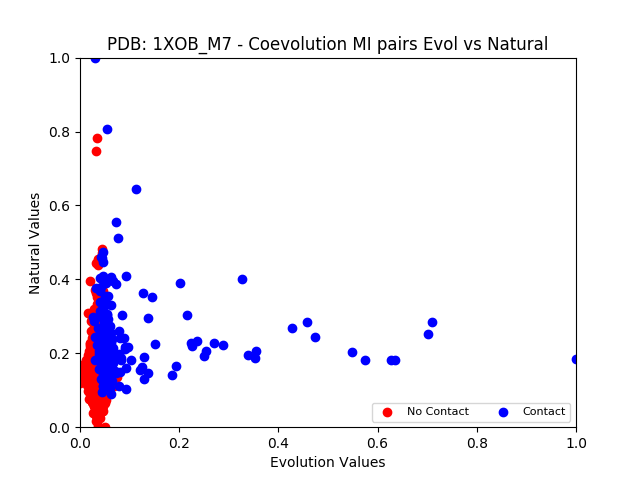 PDB: 1XOB_M7 - Coevolution MI pairs Evol vs Natural
1.0
0.8
0.6
0.4
0.2
0.0
Natural Values
No Contact
Contact
0.0 0.2 0.4 0.6 0.8 1.0
Evolution Values